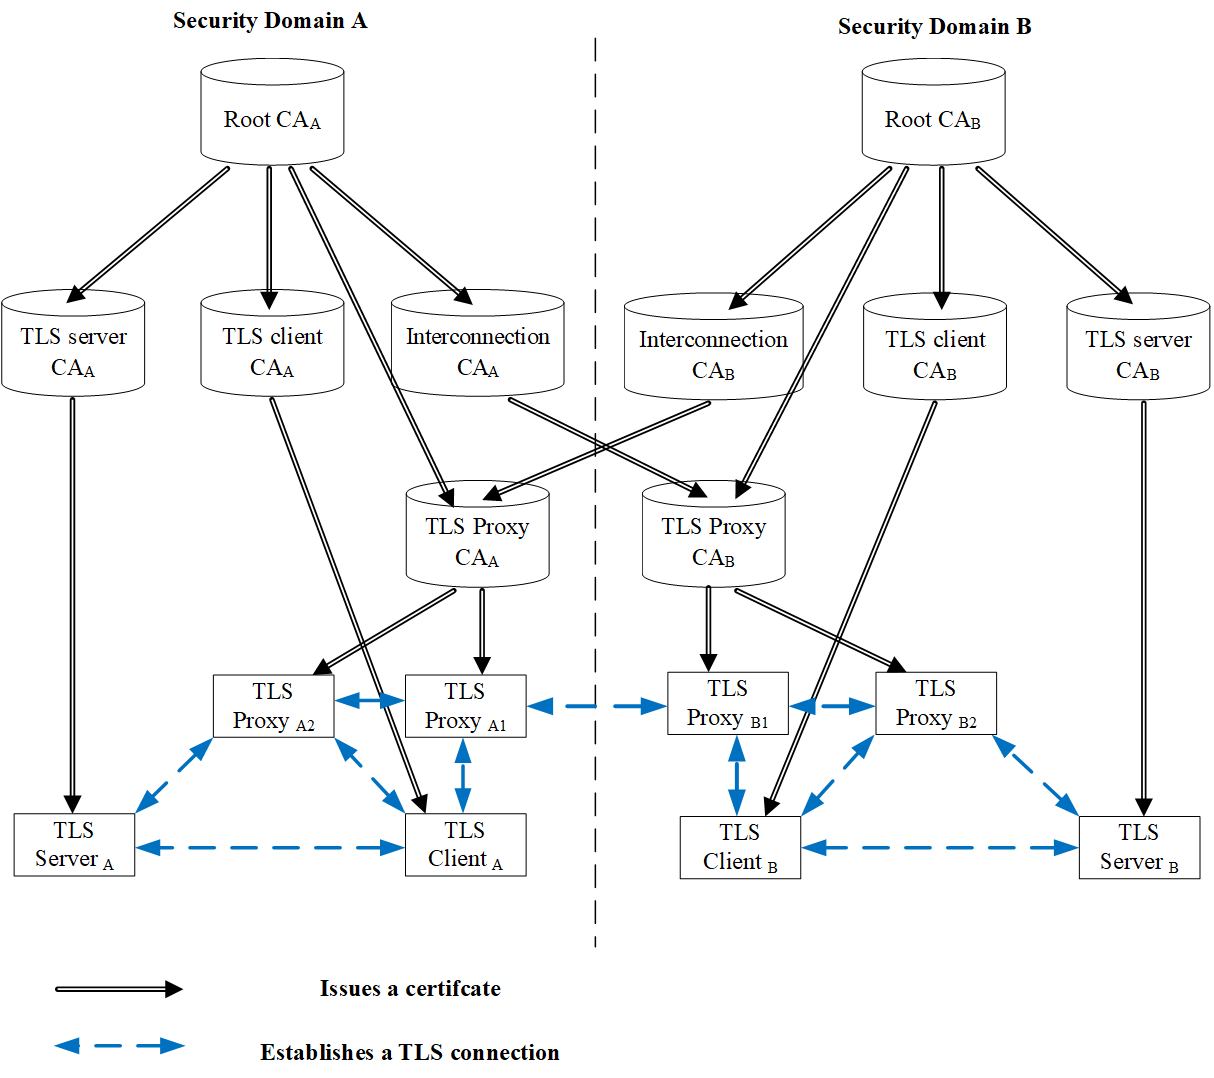 Security Domain A
Security Domain B
Root CAA
Root CAB
TLS server
CAA
TLS client
CAA
Interconnection
CAA
Interconnection
CAB
TLS client
CAB
TLS server
CAB
TLS Proxy
CAA
TLS Proxy
CAB
TLS
Proxy A2
TLS
Proxy A1
TLS
Proxy B1
TLS
Proxy B2
TLS
Server A
TLS
Client A
TLS
Client B
TLS
Server B
Issues a certifcate
Establishes a TLS connection